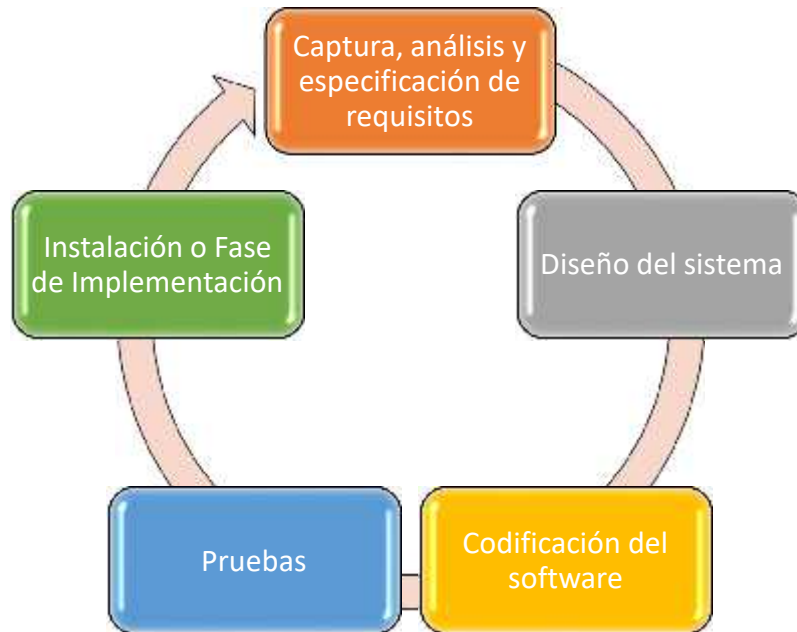 Captura, análisis y
especificación de
requisitos
Diseño del sistema
Codificación del
software
Pruebas
Instalación o Fase
de Implementación